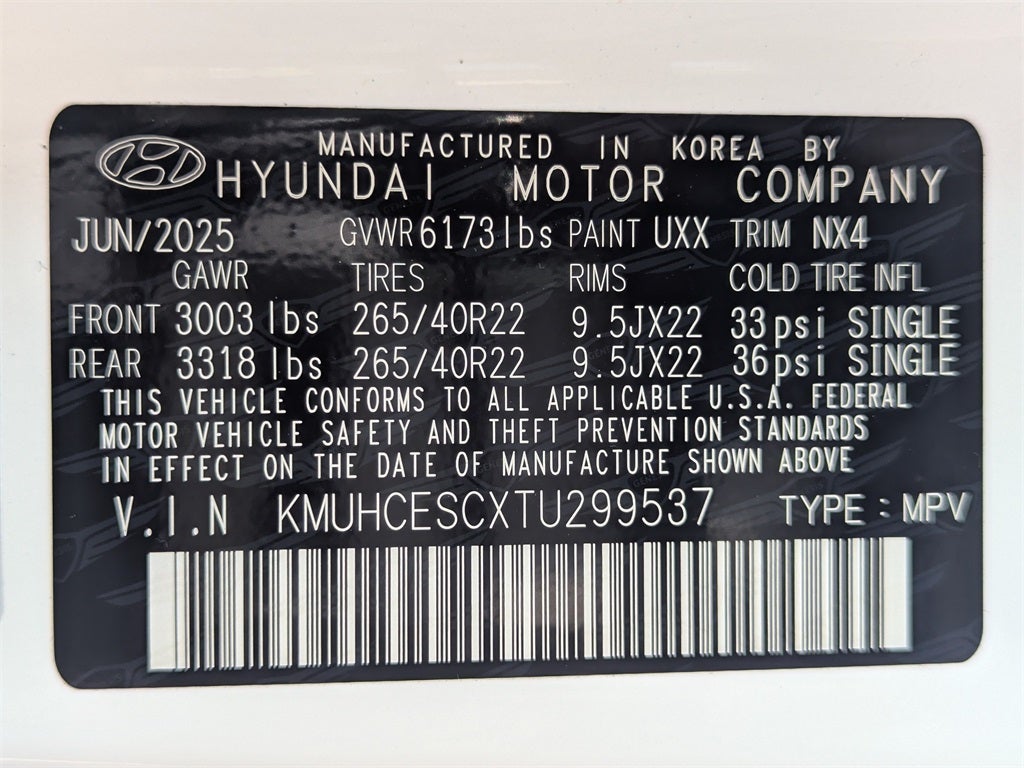 MANUFACTURED IN KOREA BY
HYUNDAI MOTOR COMPANY
JUN/2025 GVWR 6173lbs PAINT UXX TRIM NX4
GAWR TIRES RIMS COLD TIRE INFL
FRONT 3003 lbs 265/40R22 9.5JX22 33psi SINGLE
REAR 3318 lbs 265/40R22 9.5JX22 36psi SINGLE
THIS VEHICLE CONFORMS TO ALL APPLICABLE U.S.A. FEDERAL
MOTOR VEHICLE SAFETY AND THEFT PREVENTION STANDARDS
IN EFFECT ON THE DATE OF MANUFACTURE SHOWN ABOVE
V.I.N KMUHCESCXTU299537 TYPE : MPV